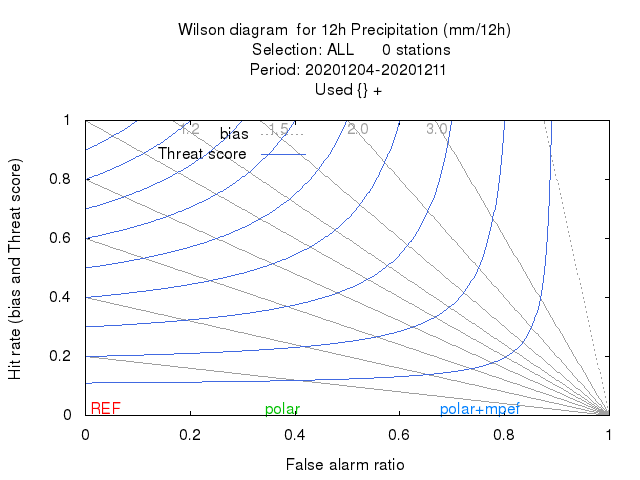 Wilson diagram  for 12h Precipitation (mm/12h)
Selection: ALL      0 stations
Period: 20201204-20201211
Used {} +
1.2 1.5 2.0 3.0
bias
Threat score
Hit rate (bias and Threat score)
1
0.8
0.6
0.4
0.2
0
REF polar polar+mpef
0 0.2 0.4 0.6 0.8 1
False alarm ratio